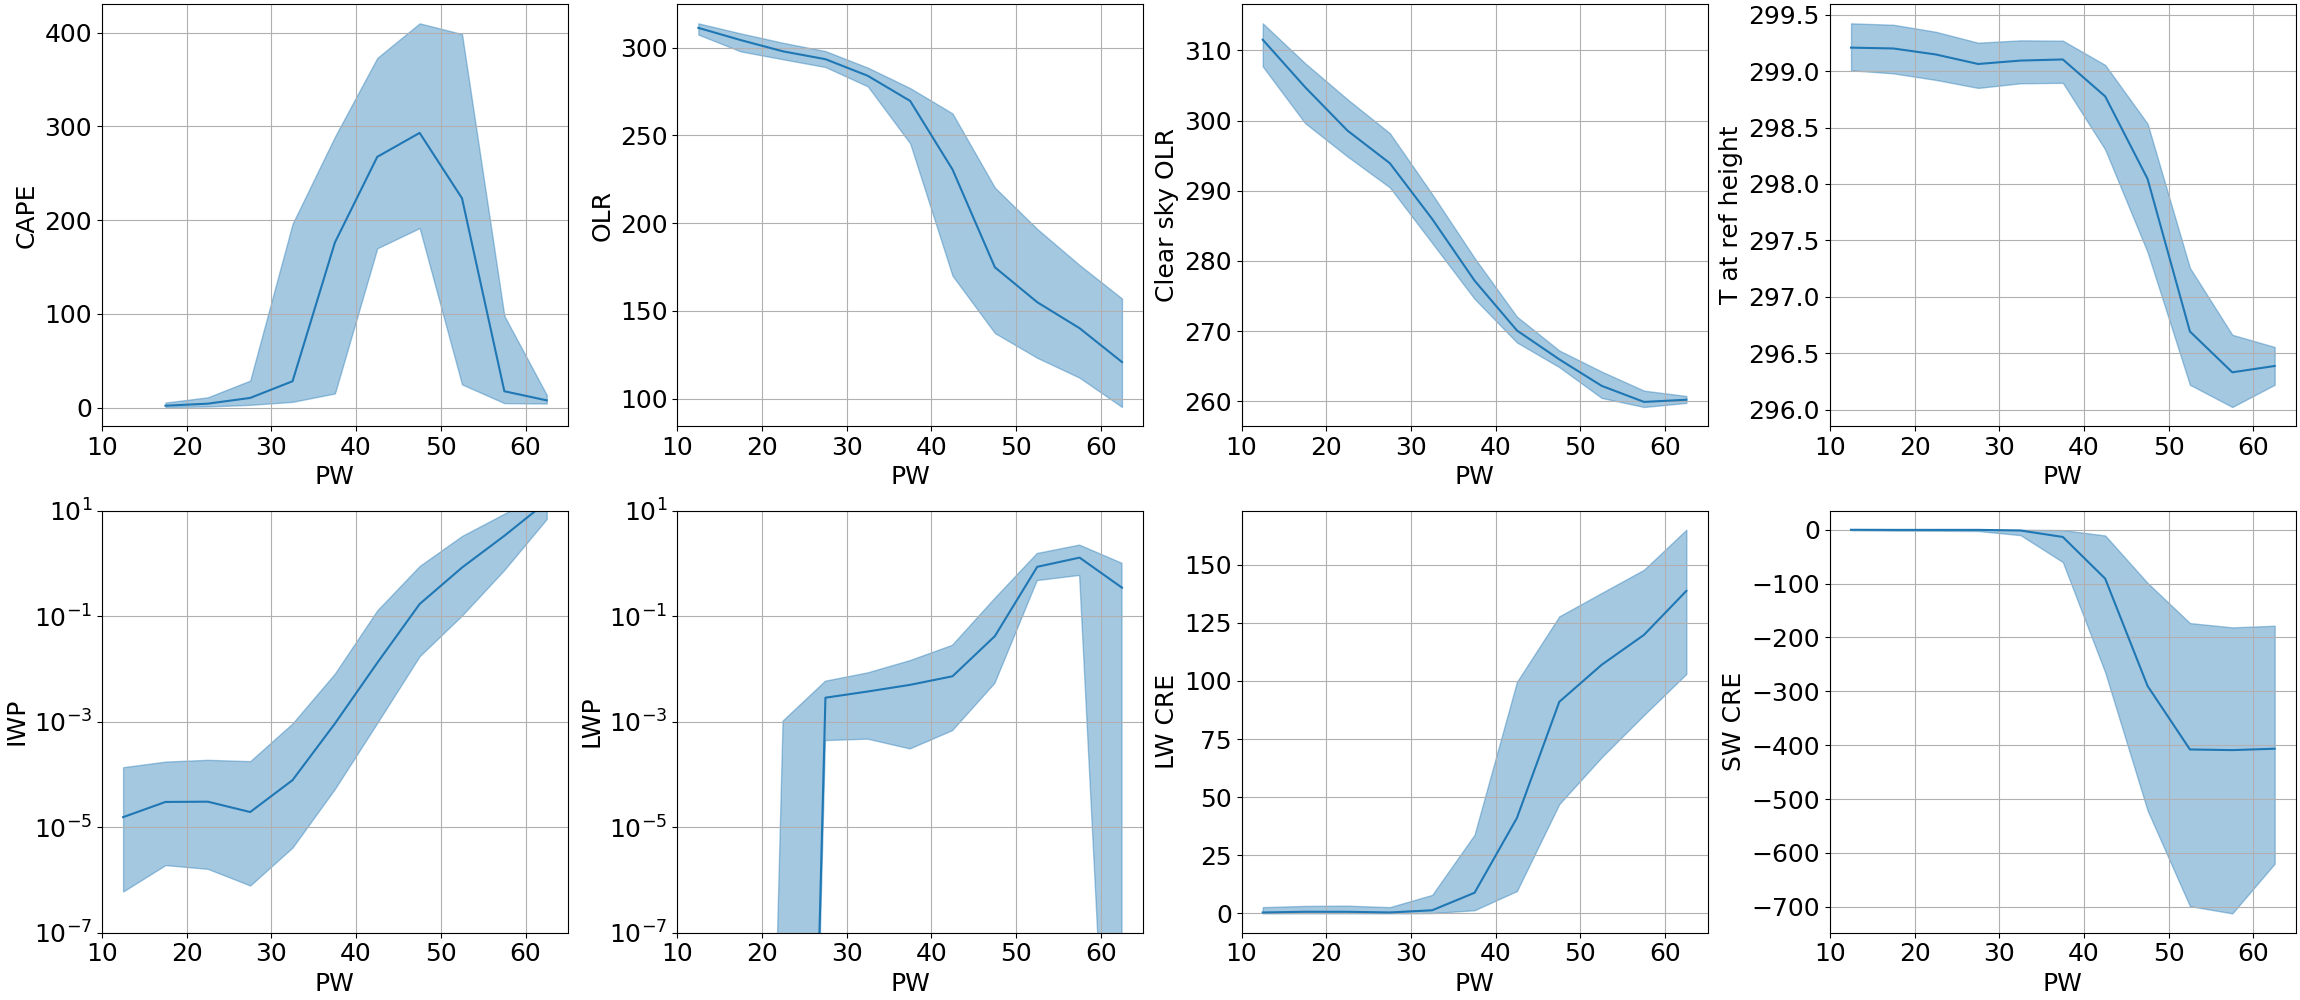 CAPE
400
300
200
100
0
10 20 30 40 50 60
PW
OLR
300
250
200
150
100
10 20 30 40 50 60
PW
Clear sky OLR
310
300
290
280
270
260
10 20 30 40 50 60
PW
T at ref height
299.5
299.0
298.5
298.0
297.5
297.0
296.5
296.0
10 20 30 40 50 60
PW
IWP
10¹
10⁻¹
10⁻³
10⁻⁵
10⁻⁷
10 20 30 40 50 60
PW
LWP
10¹
10⁻¹
10⁻³
10⁻⁵
10⁻⁷
10 20 30 40 50 60
PW
LW CRE
150
125
100
75
50
25
0
10 20 30 40 50 60
PW
SW CRE
0
−100
−200
−300
−400
−500
−600
−700
10 20 30 40 50 60
PW